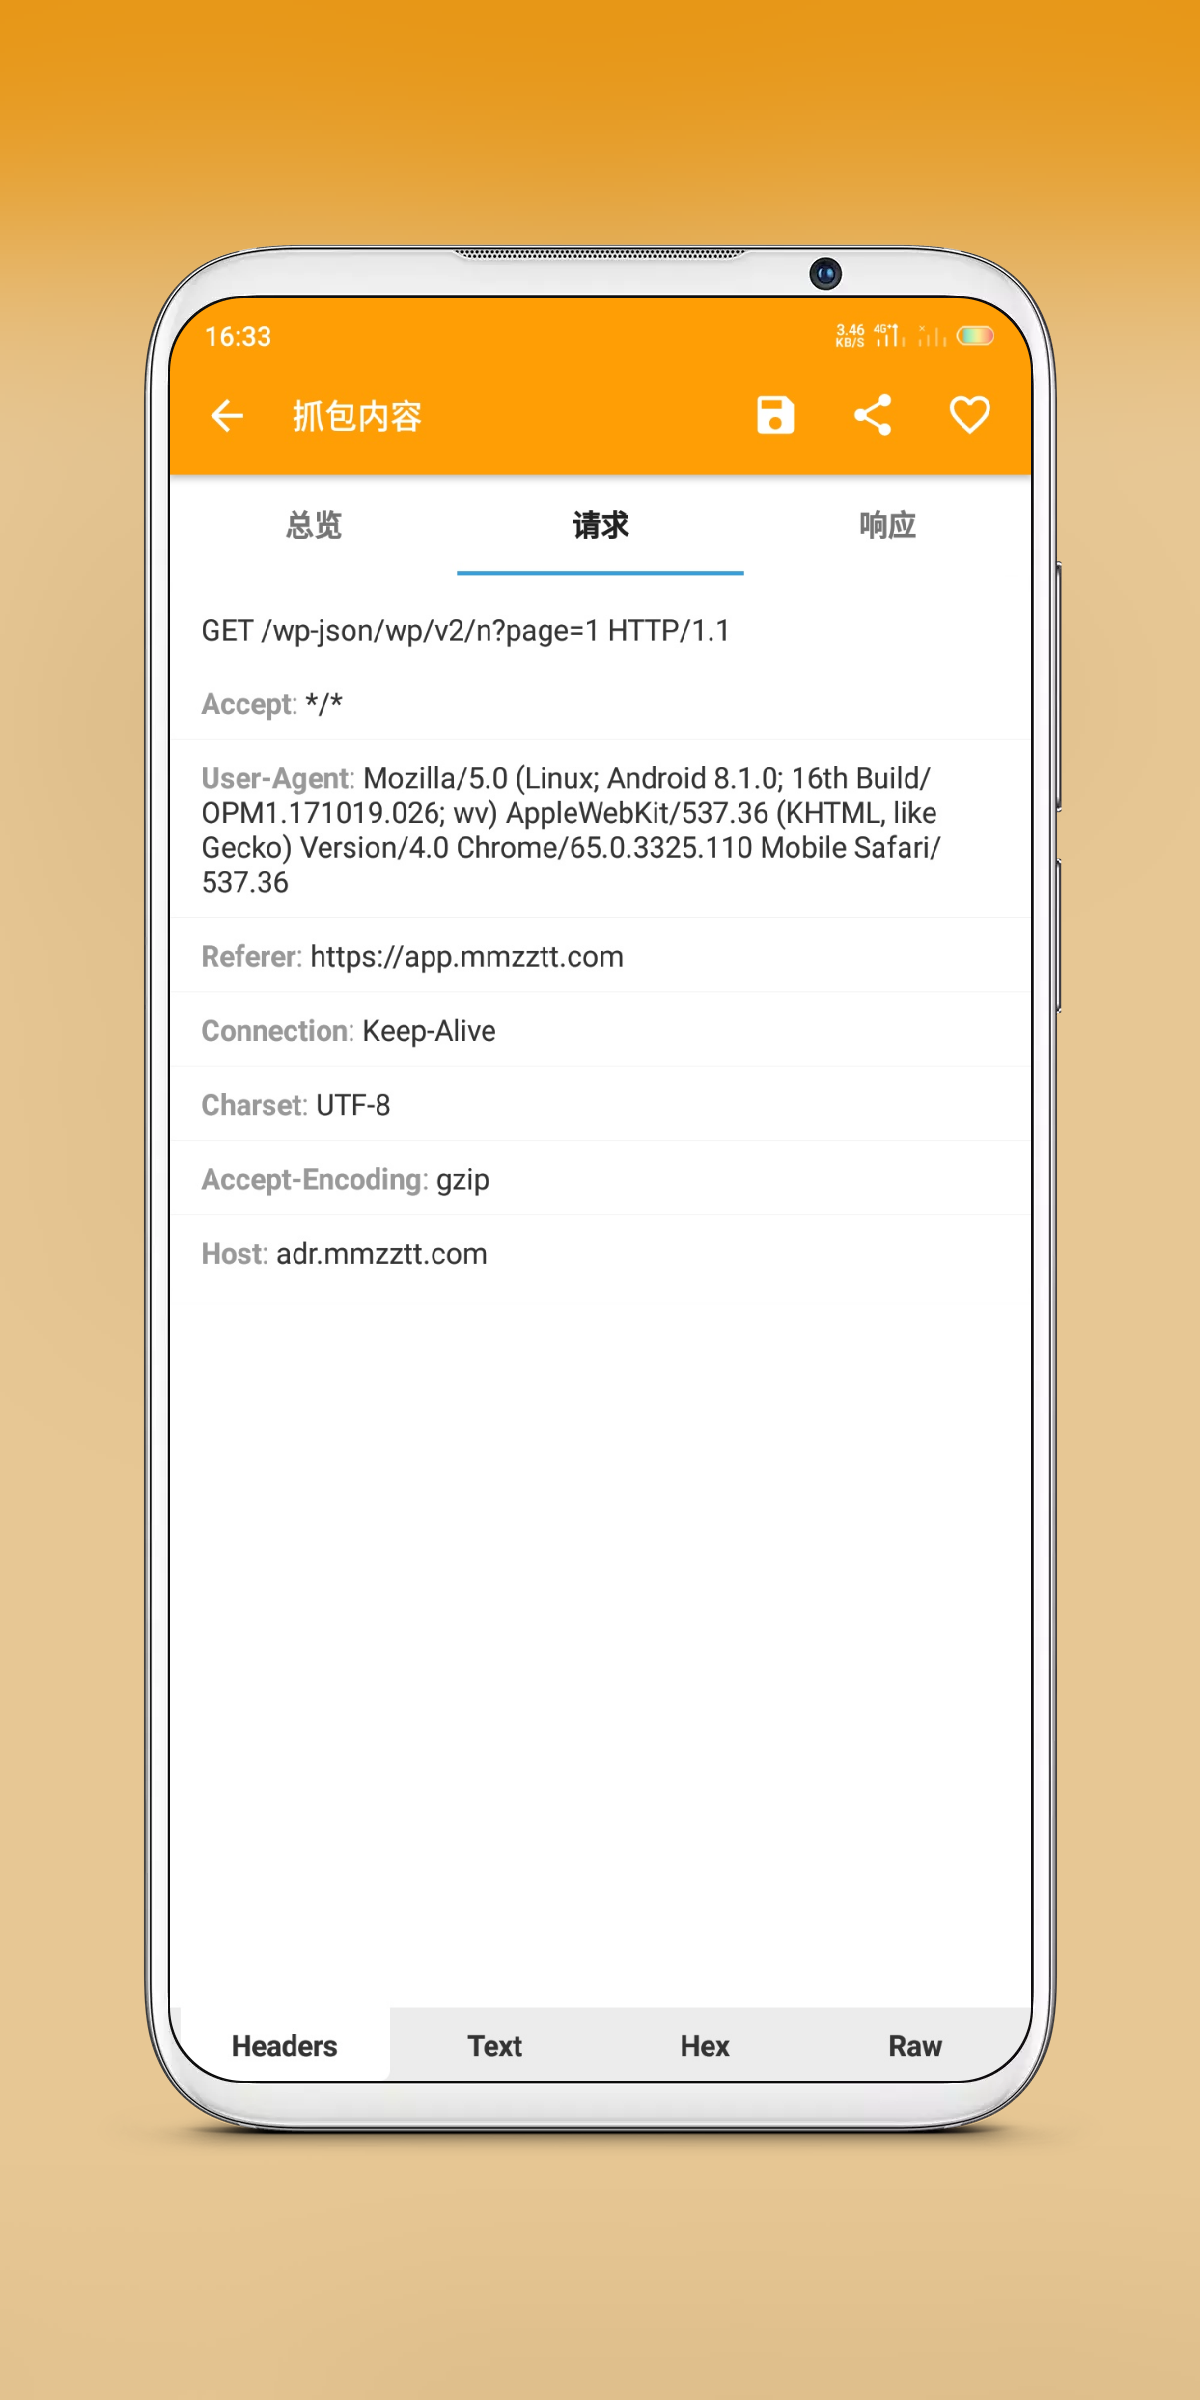 16:33
3.46
KB/S
4G+
抓包内容
总览
请求
响应
GET /wp-json/wp/v2/n?page=1 HTTP/1.1
Accept: */*
User-Agent: Mozilla/5.0 (Linux; Android 8.1.0; 16th Build/
OPM1.171019.026; wv) AppleWebKit/537.36 (KHTML, like
Gecko) Version/4.0 Chrome/65.0.3325.110 Mobile Safari/
537.36
Referer: https://app.mmzztt.com
Connection: Keep-Alive
Charset: UTF-8
Accept-Encoding: gzip
Host: adr.mmzztt.com
Headers
Text
Hex
Raw